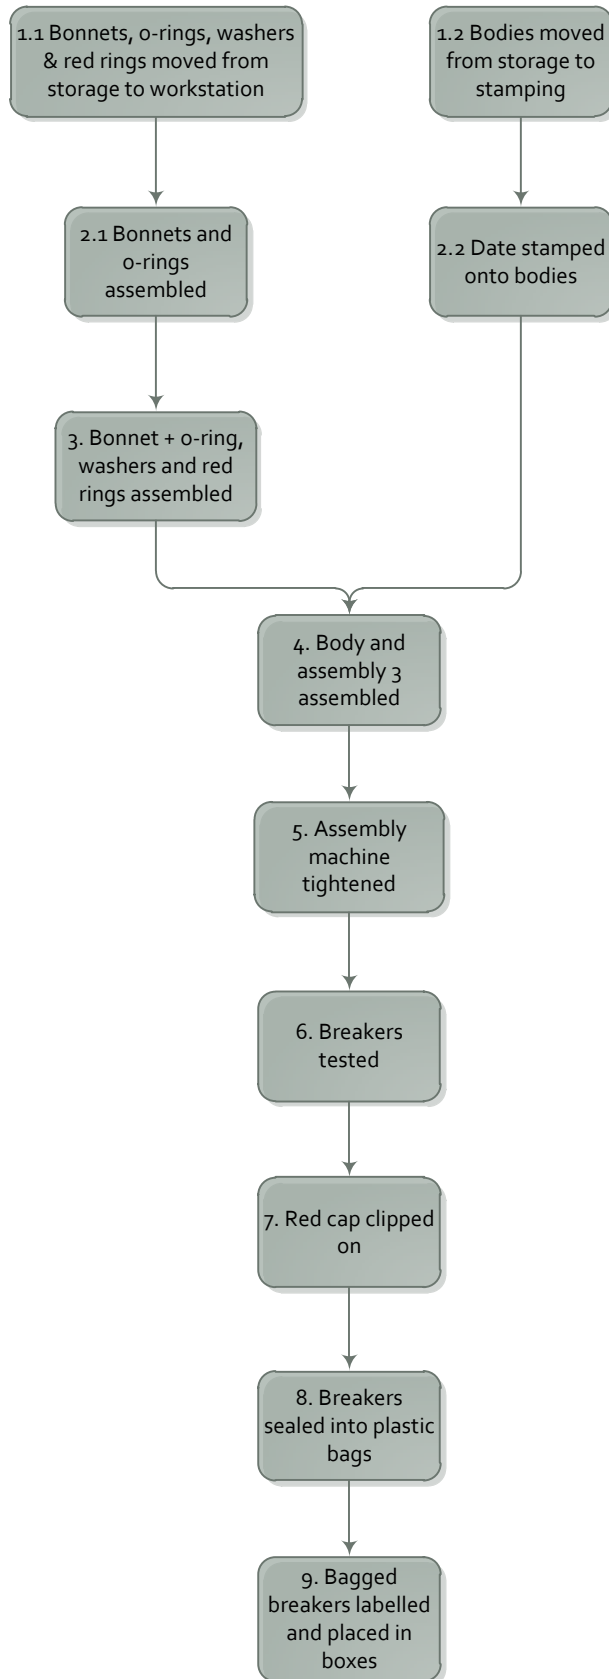 1.1 Bonnets, o-rings, washers
& red rings moved from
storage to workstation
1.2 Bodies moved
from storage to
stamping
2.1 Bonnets and
o-rings
assembled
2.2 Date stamped
onto bodies
3. Bonnet + o-ring,
washers and red
rings assembled
4. Body and
assembly 3
assembled
5. Assembly
machine
tightened
6. Breakers
tested
7. Red cap clipped
on
8. Breakers
sealed into plastic
bags
9. Bagged
breakers labelled
and placed in
boxes